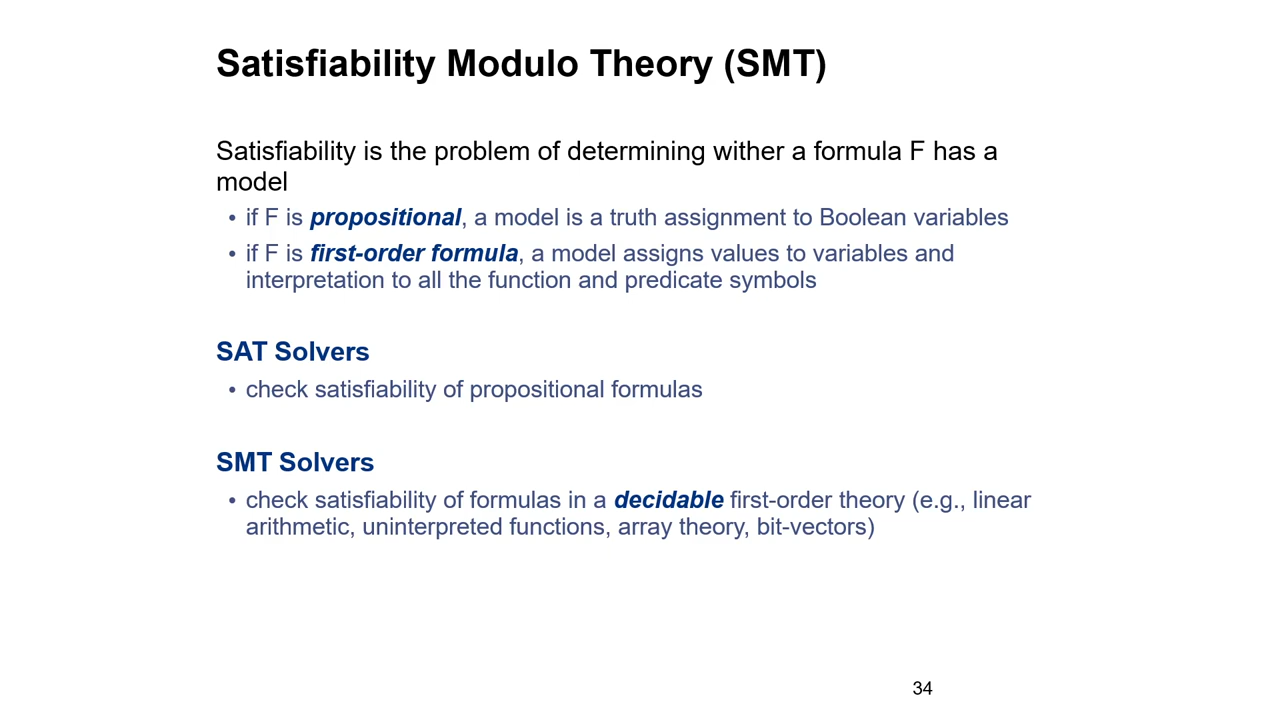 Satisfiability Modulo Theory (SMT)
Satisfiability is the problem of determining wither a formula F has a
model
• if F is propositional, a model is a truth assignment to Boolean variables
• if F is first-order formula, a model assigns values to variables and
interpretation to all the function and predicate symbols
SAT Solvers
• check satisfiability of propositional formulas
SMT Solvers
• check satisfiability of formulas in a decidable first-order theory (e.g., linear
arithmetic, uninterpreted functions, array theory, bit-vectors)
34